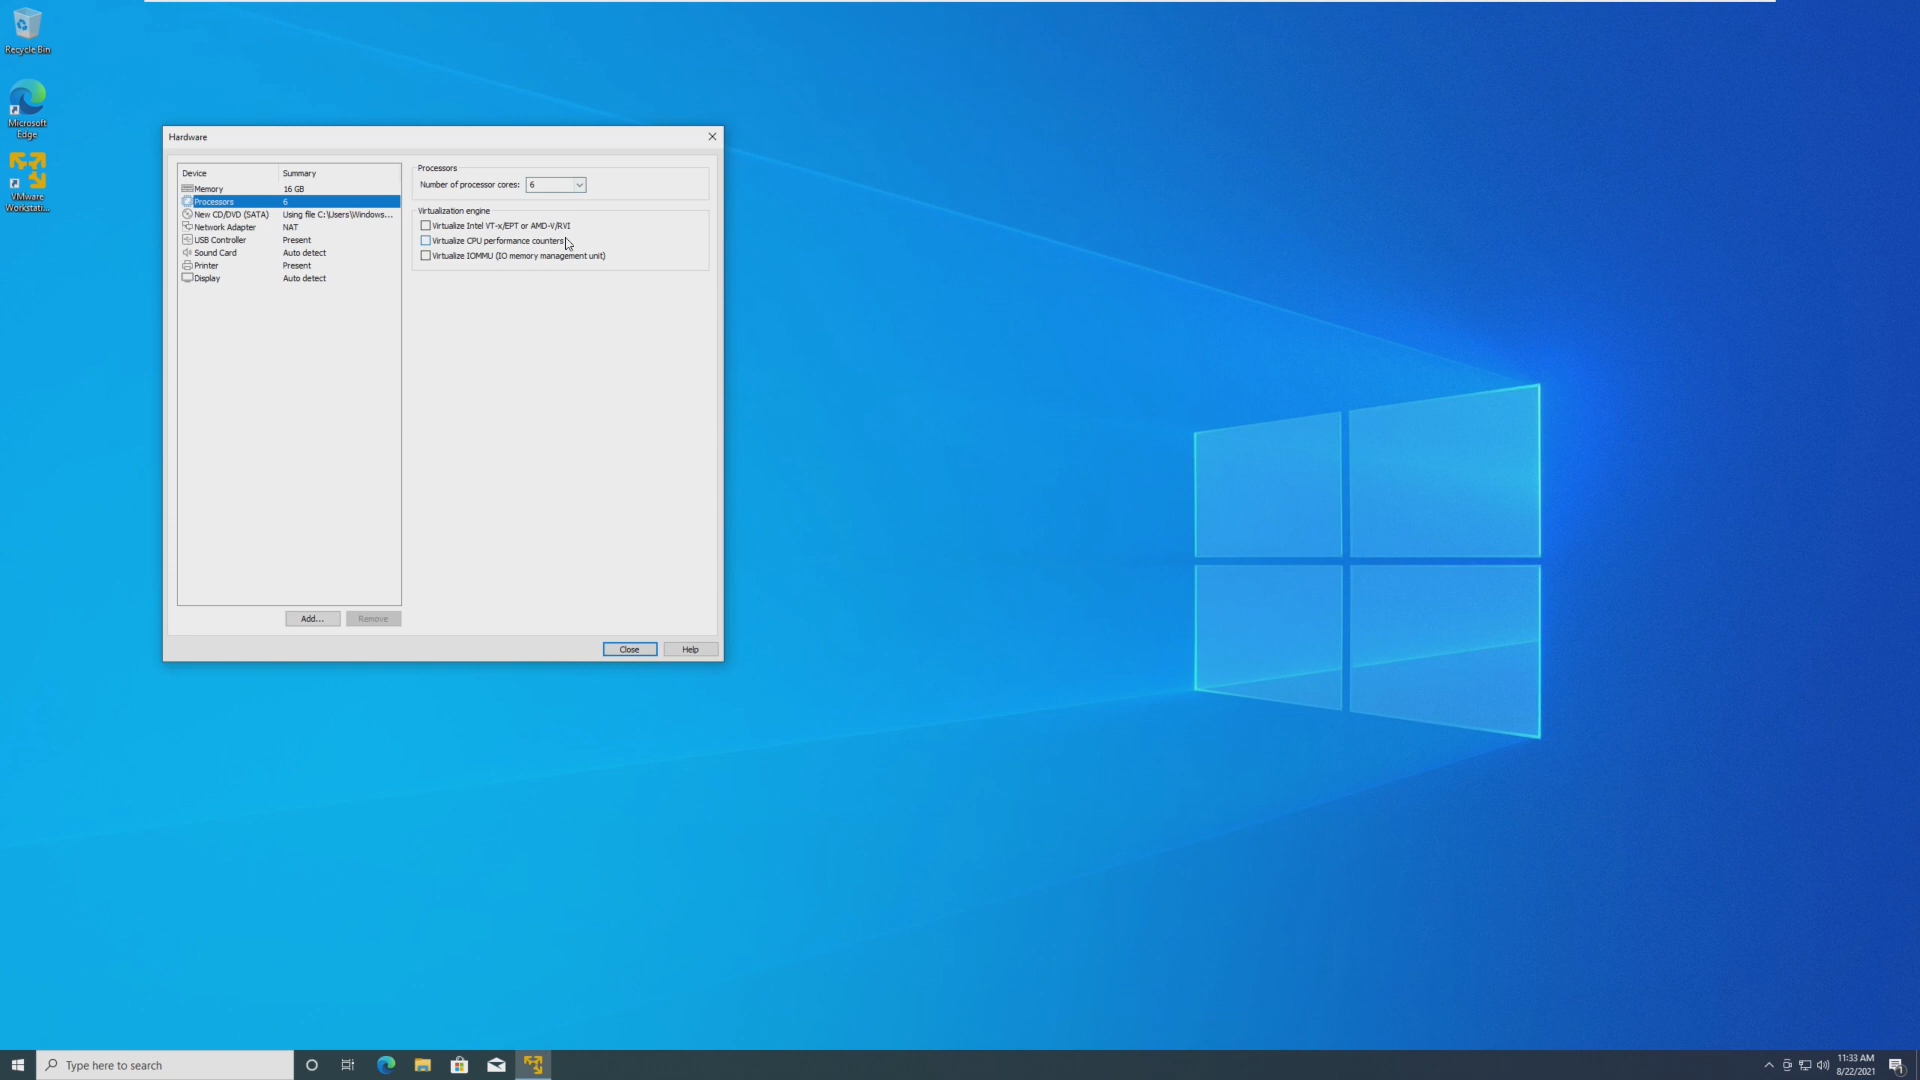 Recycle Bin
Microsoft
Edge
VMware
Workstati...
Hardware
Device Summary
Memory 16 GB
Processors 6
New CD/DVD (SATA) Using file C:\Users\Windows...
Network Adapter NAT
USB Controller Present
Sound Card Auto detect
Printer Present
Display Auto detect
Add...
Remove
Processors
Number of processor cores: 6
Virtualization engine
Virtualize Intel VT-x/EPT or AMD-V/RVI
Virtualize CPU performance counters
Virtualize IOMMU (IO memory management unit)
Close
Help
Type here to search
11:33 AM
8/22/2021
1